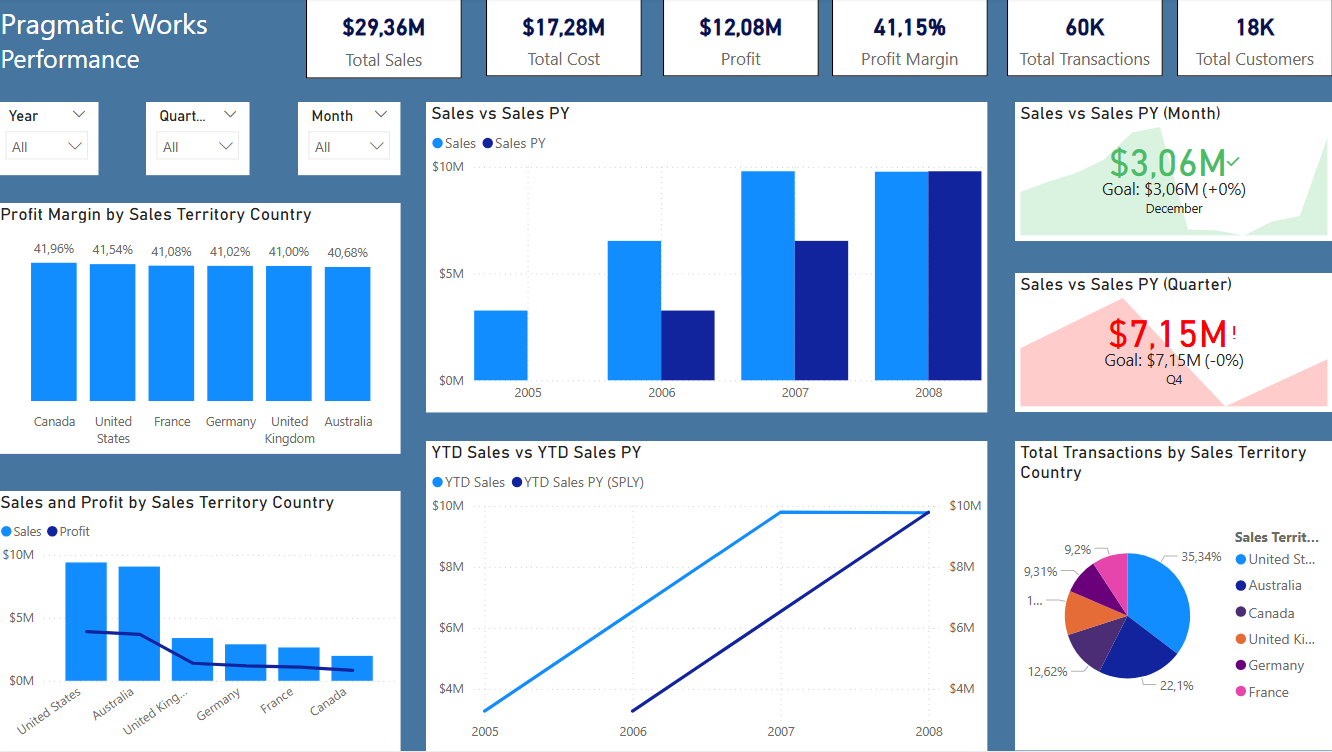 Pragmatic Works
Performance
$29,36M
Total Sales
$17,28M
Total Cost
$12,08M
Profit
41,15%
Profit Margin
60K
Total Transactions
18K
Total Customers
Year
All
Quart...
All
Month
All
Profit Margin by Sales Territory Country
41,96%
41,54%
41,08%
41,02%
41,00%
40,68%
Canada
United
States
France
Germany
United
Kingdom
Australia
Sales and Profit by Sales Territory Country
Sales
Profit
$10M
$5M
$0M
United States
Australia
United King...
Germany
France
Canada
Sales vs Sales PY
Sales
Sales PY
$10M
$5M
$0M
2005
2006
2007
2008
YTD Sales vs YTD Sales PY
YTD Sales
YTD Sales PY (SPLY)
$10M
$8M
$6M
$4M
$10M
$8M
$6M
$4M
2005
2006
2007
2008
Sales vs Sales PY (Month)
$3,06M
Goal: $3,06M (+0%)
December
Sales vs Sales PY (Quarter)
$7,15M!
Goal: $7,15M (-0%)
Q4
Total Transactions by Sales Territory
Country
35,34%
22,1%
12,62%
1...
9,31%
9,2%
Sales Territ...
United St...
Australia
Canada
United Ki...
Germany
France